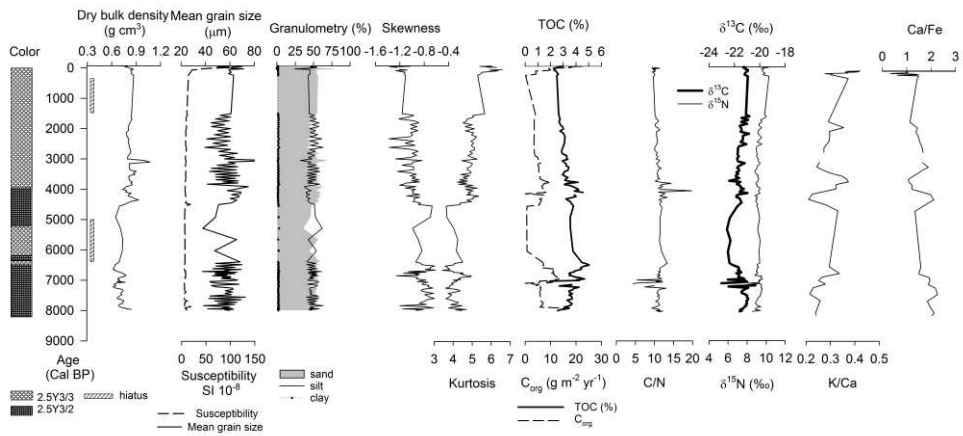 Dry bulk density Mean grain size Granulometry (%) Skewness TOC (%) δ13C (‰) Ca/Fe
(g cm3) (μm)
Color 0.3 0.6 0.9 1.2 20 40 60 80 0 25 50 75 100 -1.6 -1.2 -0.8 -0.4 0 1 2 3 4 5 6 -24 -22 -20 -18 0 1 2 3
0
δ13C
δ15N
1000
2000
3000
4000
5000
6000
7000
8000
9000
Age
(Cal BP)
0 50 100 150
Susceptibility
SI 10-8
sand
silt
clay
3 4 5 6 7
Kurtosis
0 10 20 30
Corg (g m-2 yr-1)
0 10 20
C/N
4 6 8 10 12
δ15N (‰)
0.2 0.3 0.4 0.5
K/Ca
2.5Y3/3 hiatus
2.5Y3/2
Susceptibility
Mean grain size
TOC (%)
Corg